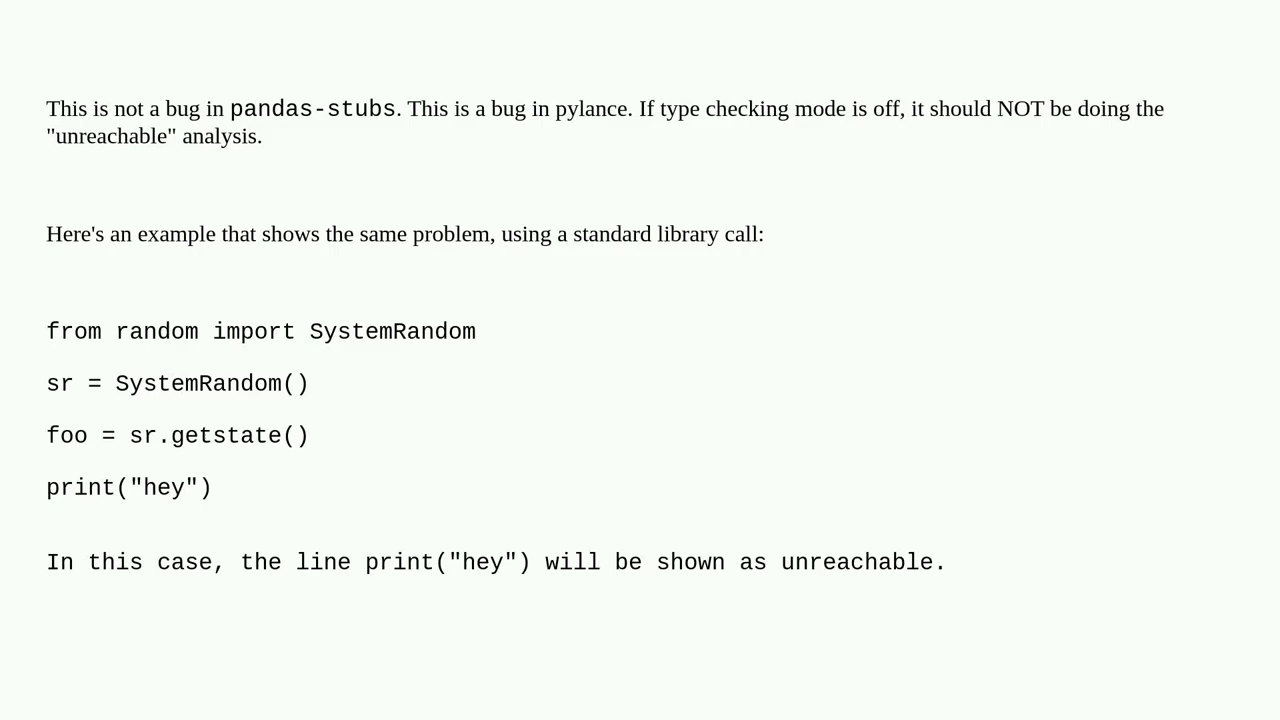 This is not a bug in pandas-stubs. This is a bug in pylance. If type checking mode is off, it should NOT be doing the
"unreachable" analysis.
Here's an example that shows the same problem, using a standard library call:
from random import SystemRandom
sr = SystemRandom()
foo = sr.getstate()
print("hey")
In this case, the line print("hey") will be shown as unreachable.